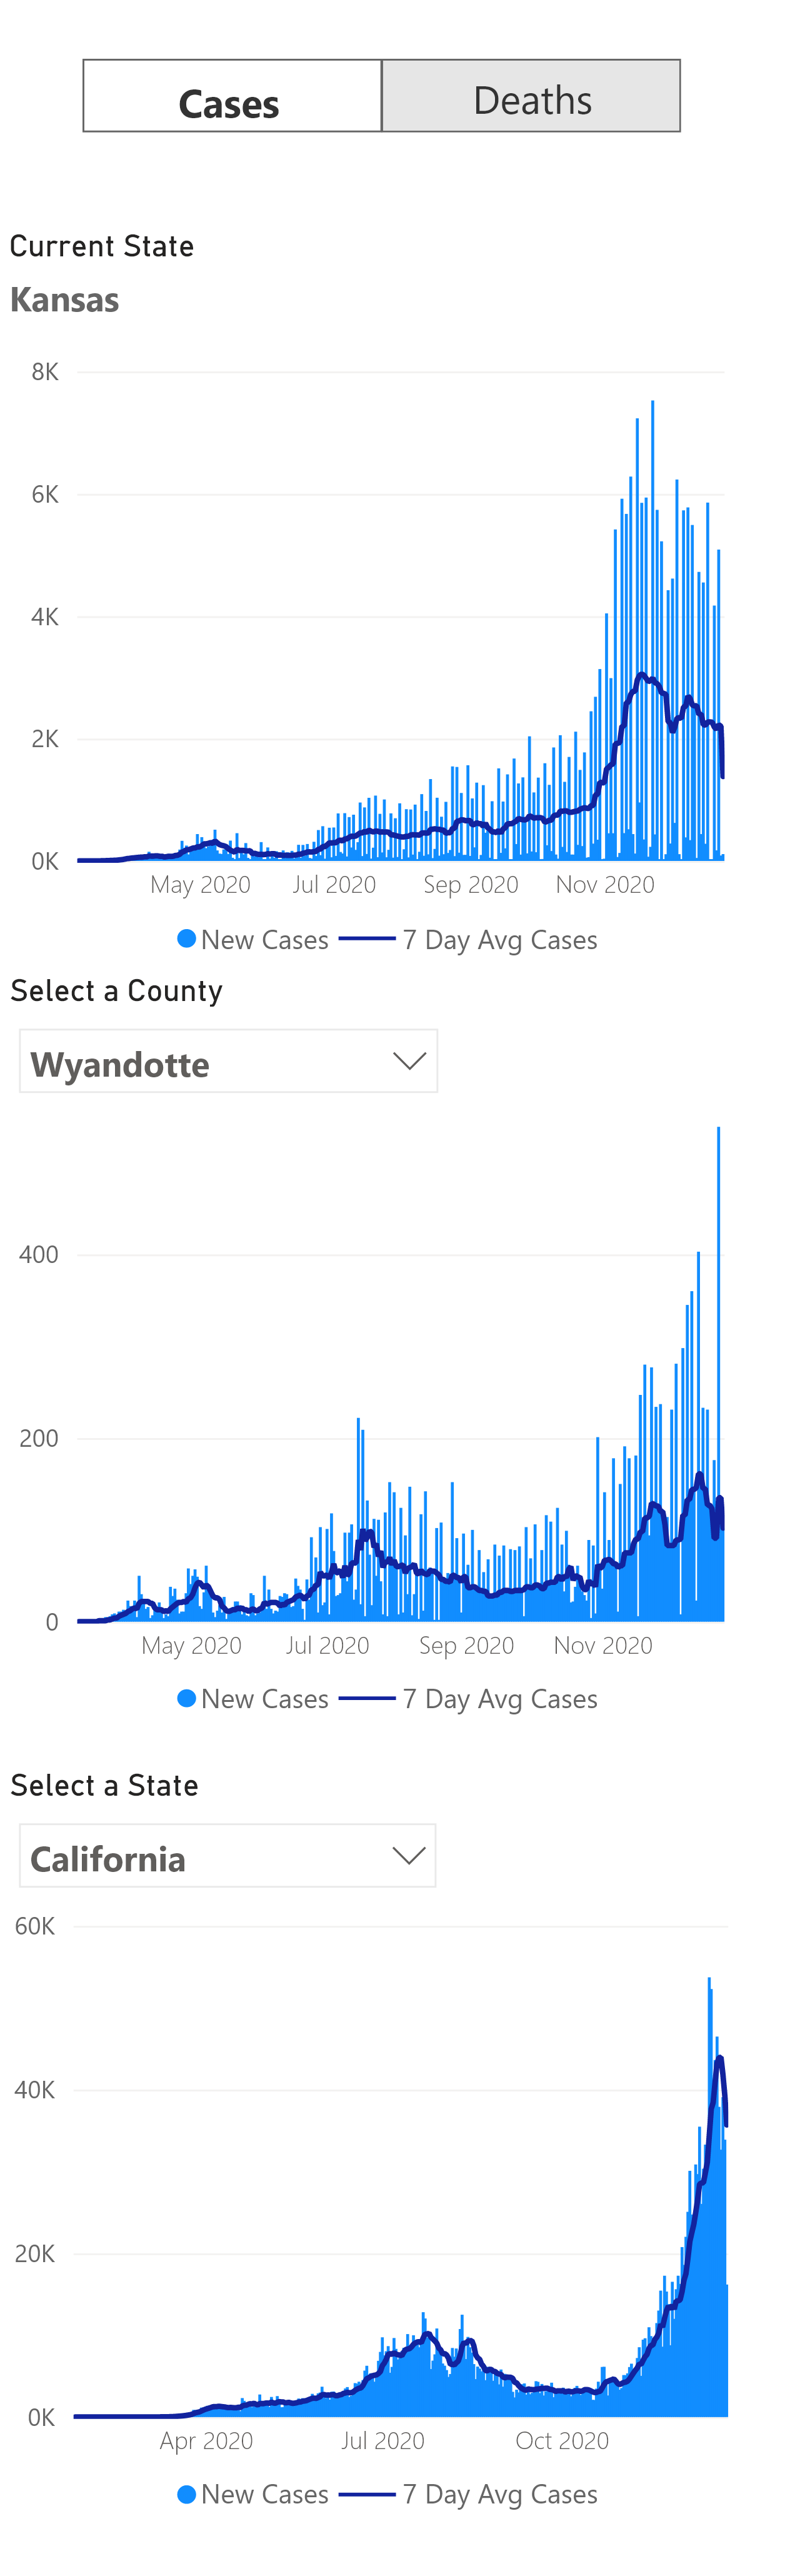 Cases Deaths
Current State
Kansas
8K
6K
4K
2K
0K
May 2020 Jul 2020 Sep 2020 Nov 2020
New Cases 7 Day Avg Cases
Select a County
Wyandotte
400
200
0
May 2020 Jul 2020 Sep 2020 Nov 2020
New Cases 7 Day Avg Cases
Select a State
California
60K
40K
20K
0K
Apr 2020 Jul 2020 Oct 2020
New Cases 7 Day Avg Cases